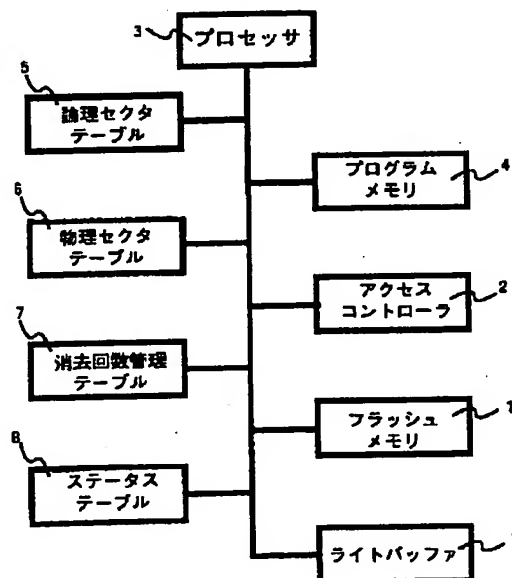 3
プロセッサ
5
論理セクタ
テーブル
プログラム
メモリ
4
6
物理セクタ
テーブル
アクセス
コントローラ
2
7
消去回数管理
テーブル
フラッシュ
メモリ
8
ステータス
テーブル
ライトバッファ